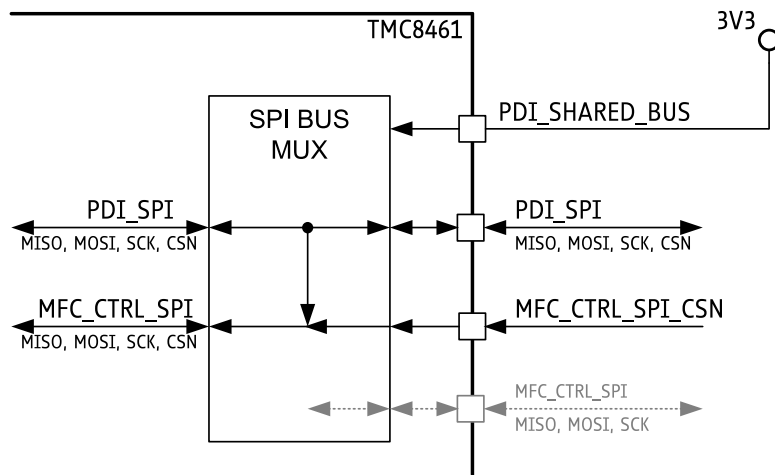 TMC8461
3V3
SPI BUS
MUX
PDI_SHARED_BUS
PDI_SPI
MISO, MOSI, SCK, CSN
PDI_SPI
MISO, MOSI, SCK, CSN
MFC_CTRL_SPI
MISO, MOSI, SCK, CSN
MFC_CTRL_SPI_CSN
MFC_CTRL_SPI
MISO, MOSI, SCK